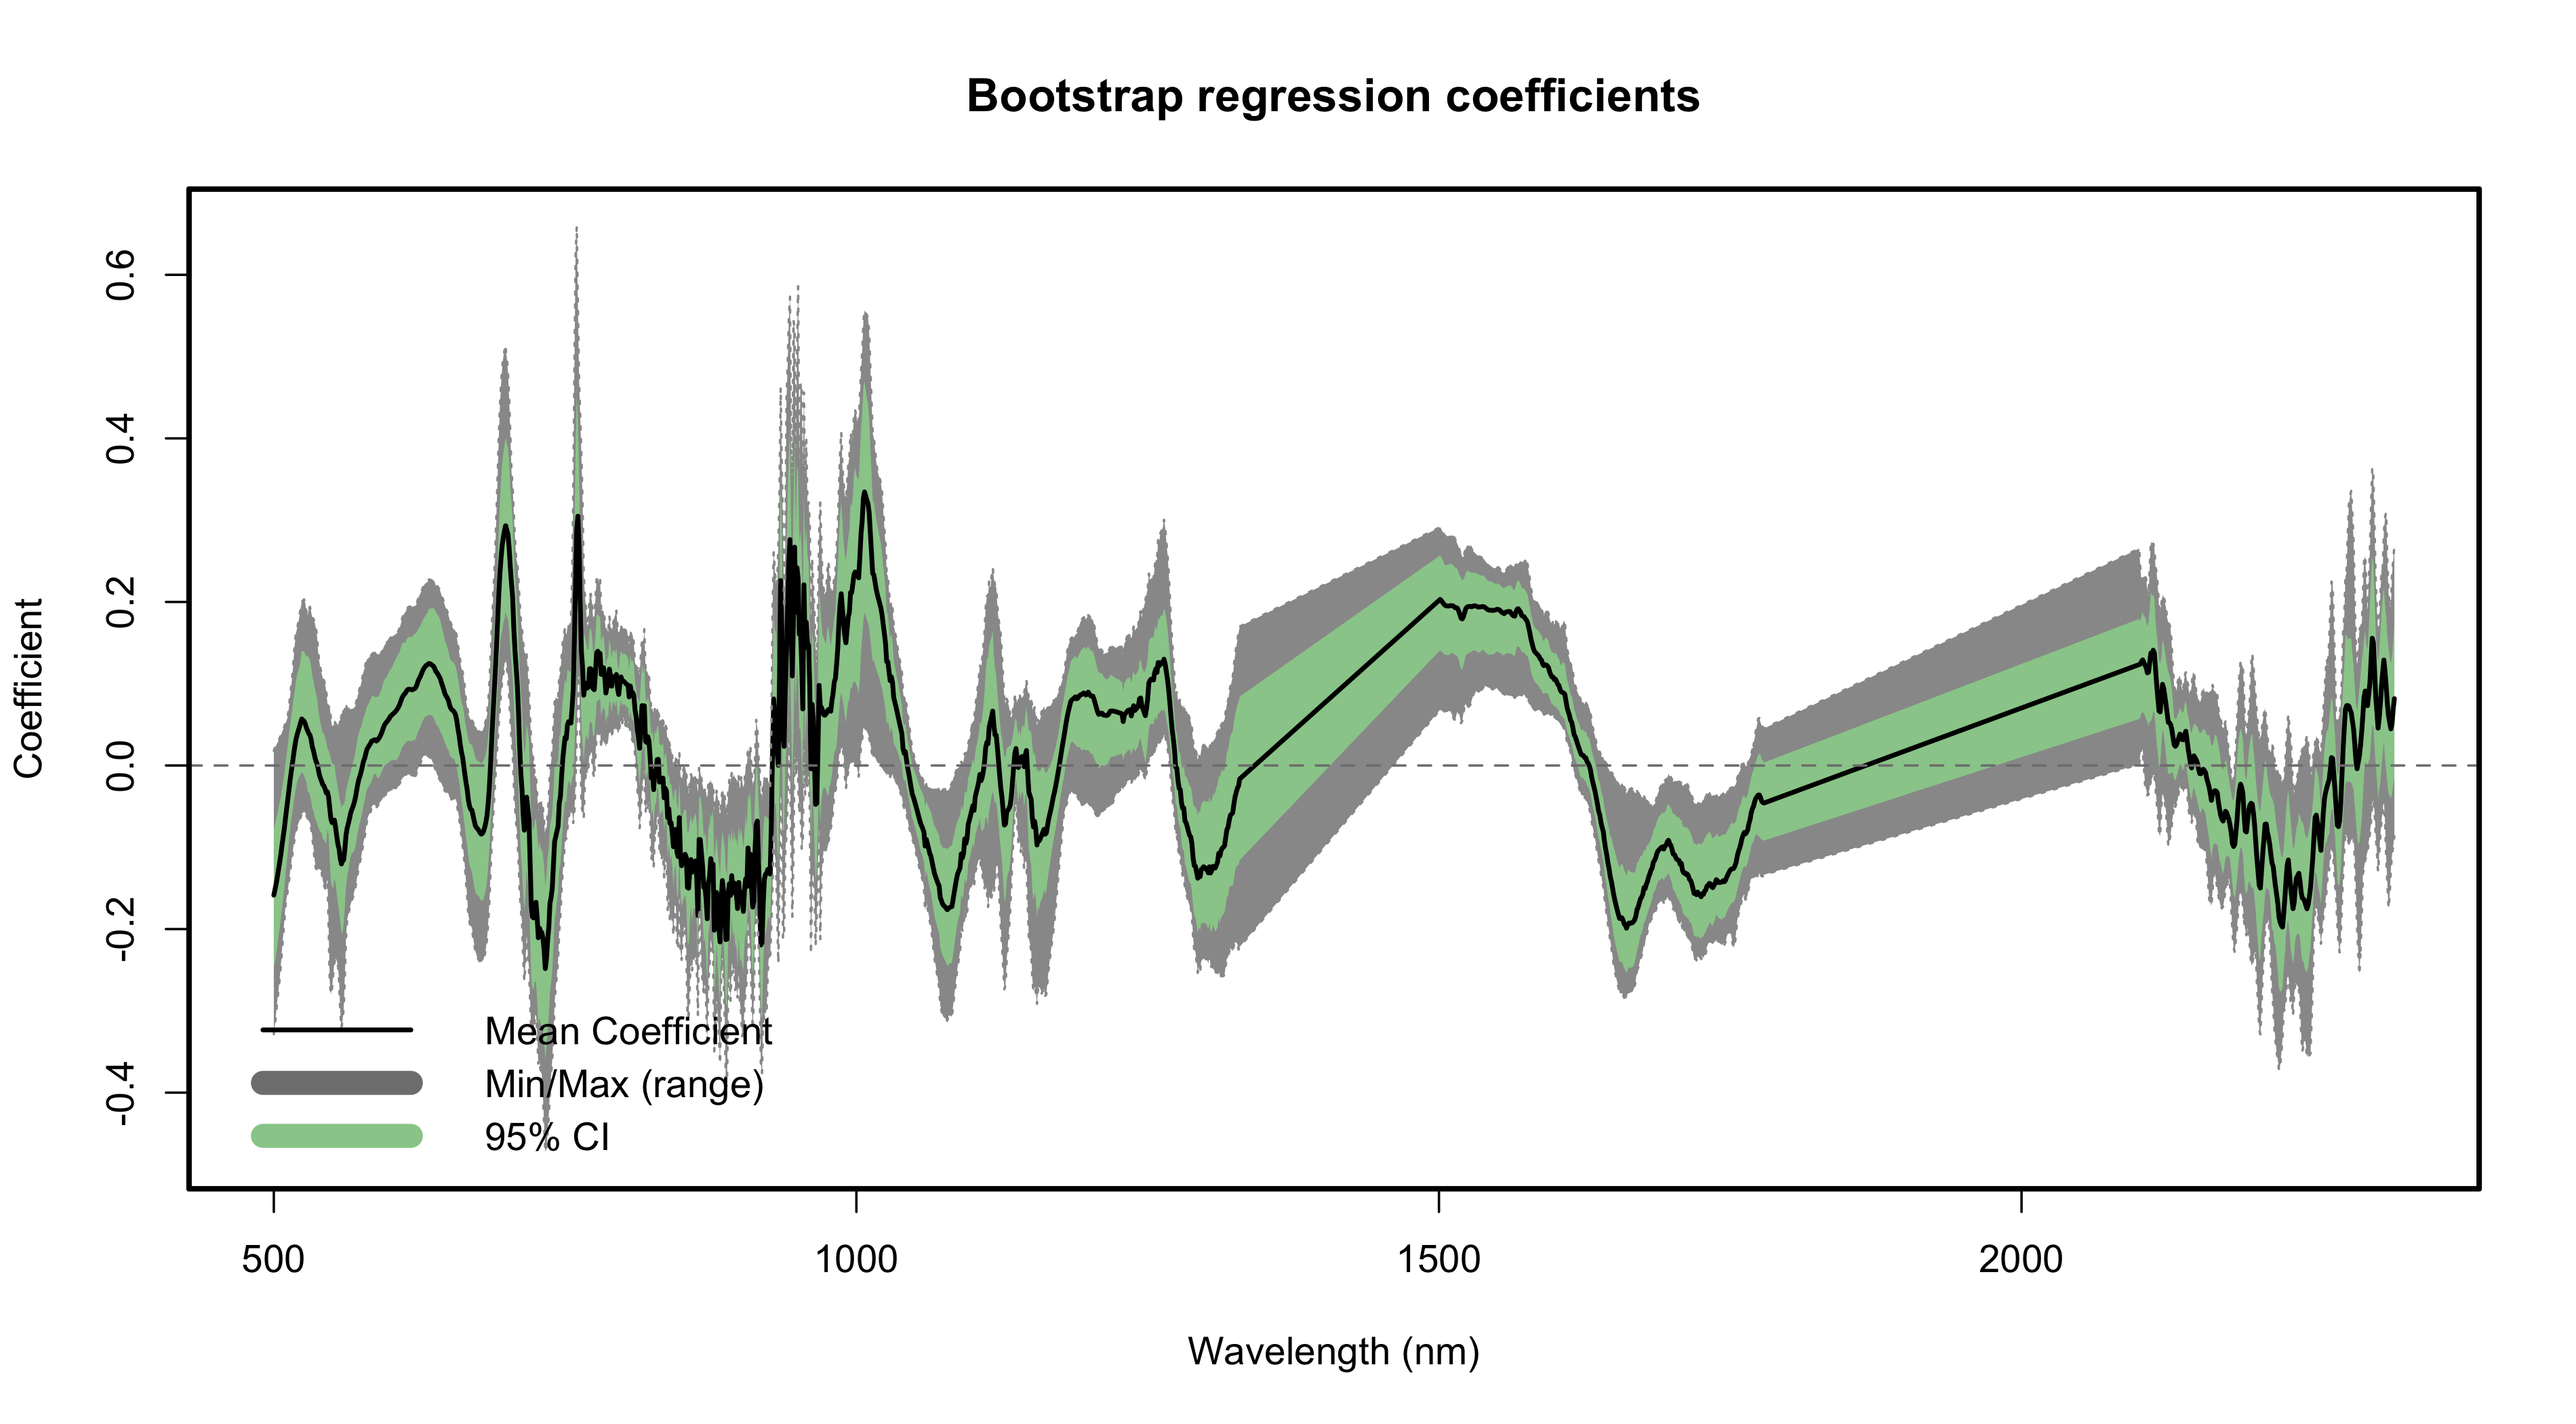 Bootstrap regression coefficients
Coefficient
0.6
0.4
0.2
0.0
-0.2
-0.4
Mean Coefficient
Min/Max (range)
95% CI
500 1000 1500 2000
Wavelength (nm)